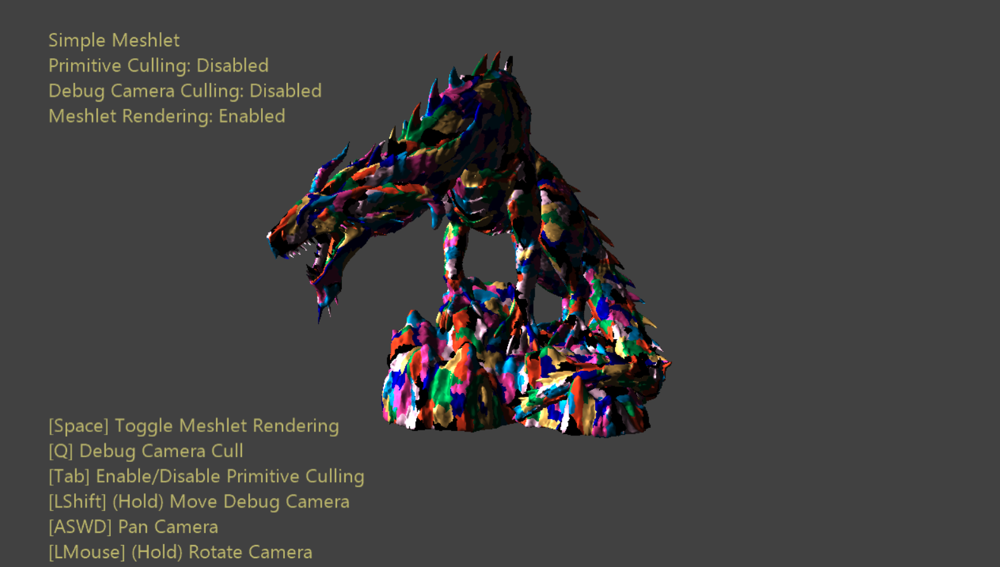 Simple Meshlet
Primitive Culling: Disabled
Debug Camera Culling: Disabled
Meshlet Rendering: Enabled
[Space] Toggle Meshlet Rendering
[Q] Debug Camera Cull
[Tab] Enable/Disable Primitive Culling
[LShift] (Hold) Move Debug Camera
[ASWD] Pan Camera
[LMouse] (Hold) Rotate Camera